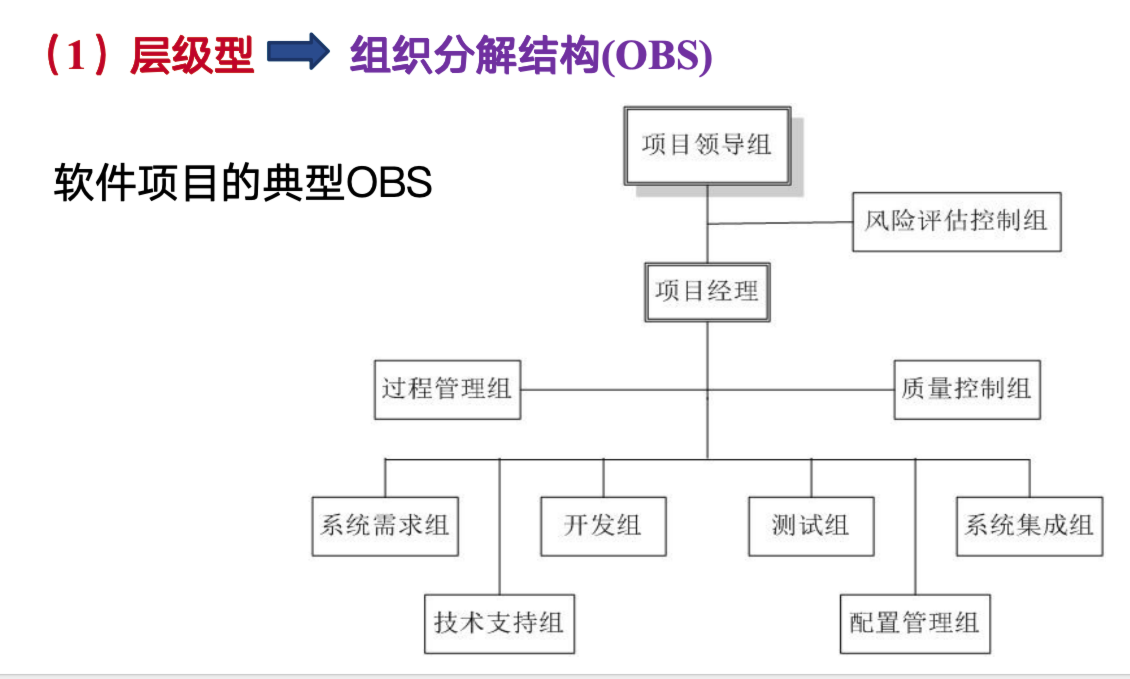 （1）层级型 组织分解结构(OBS)
软件项目的典型OBS
项目领导组
风险评估控制组
项目经理
过程管理组
质量控制组
系统需求组
开发组
测试组
系统集成组
技术支持组
配置管理组